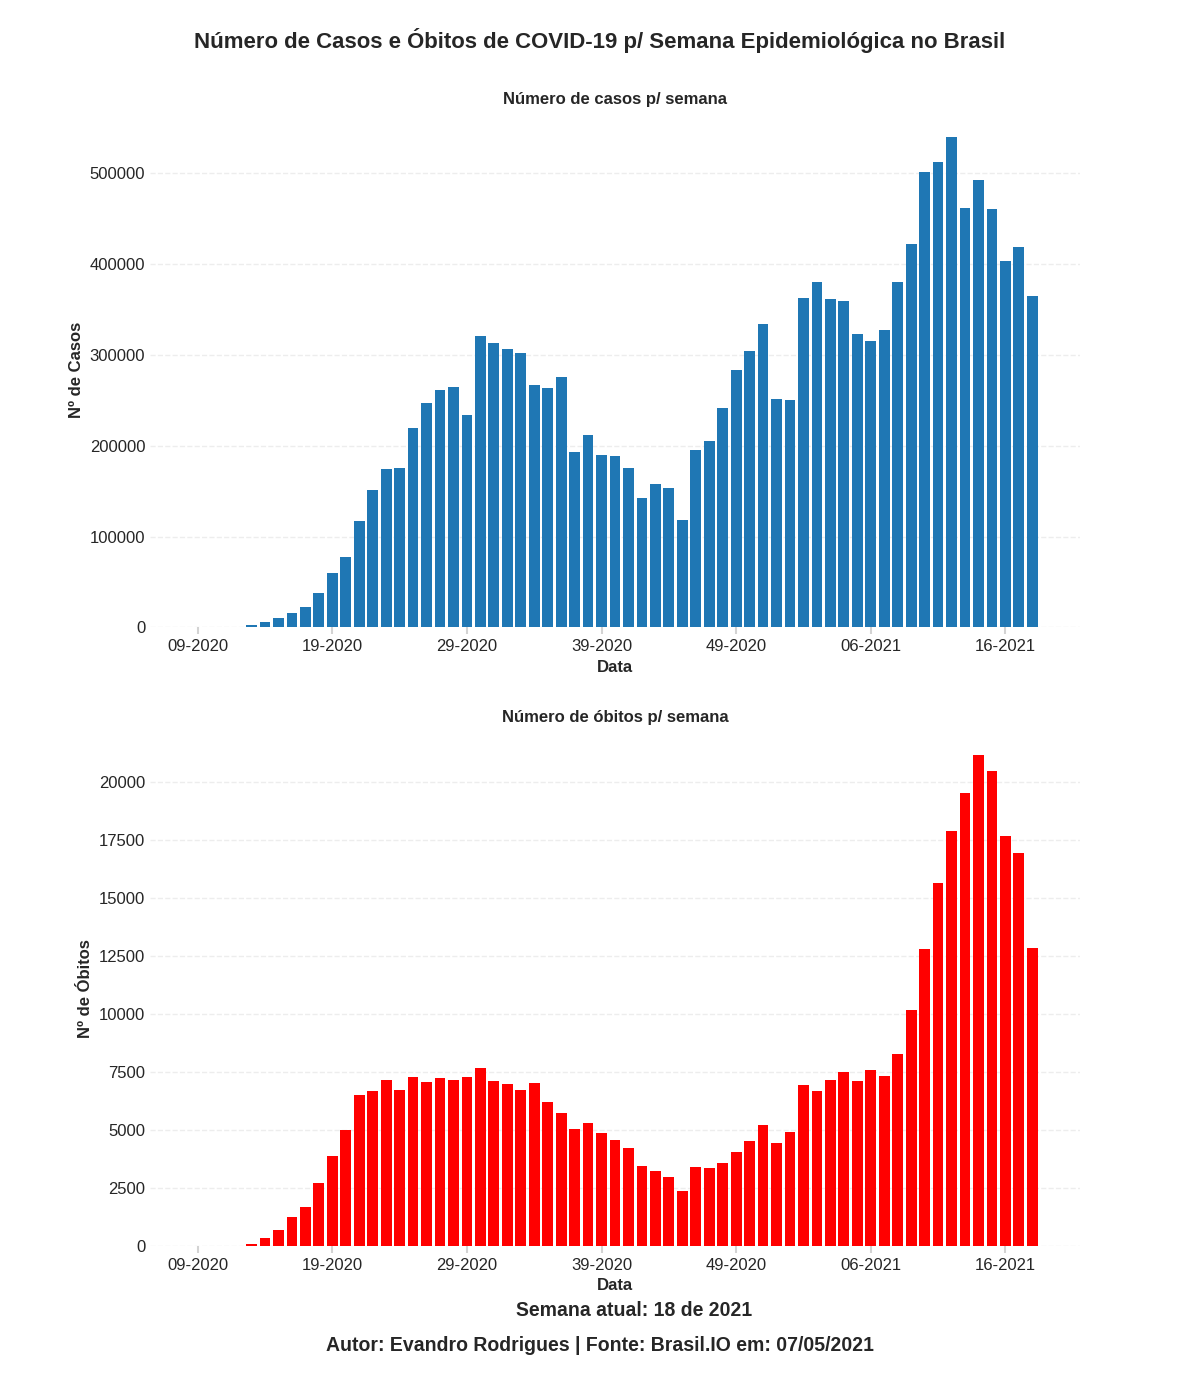 Número de Casos e Óbitos de COVID-19 p/ Semana Epidemiológica no Brasil
Número de casos p/ semana
500000
400000
300000
200000
100000
0
Nº de Casos
09-2020 19-2020 29-2020 39-2020 49-2020 06-2021 16-2021
Data
Número de óbitos p/ semana
20000
17500
15000
12500
10000
7500
5000
2500
0
Nº de Óbitos
09-2020 19-2020 29-2020 39-2020 49-2020 06-2021 16-2021
Data
Semana atual: 18 de 2021
Autor: Evandro Rodrigues | Fonte: Brasil.IO em: 07/05/2021